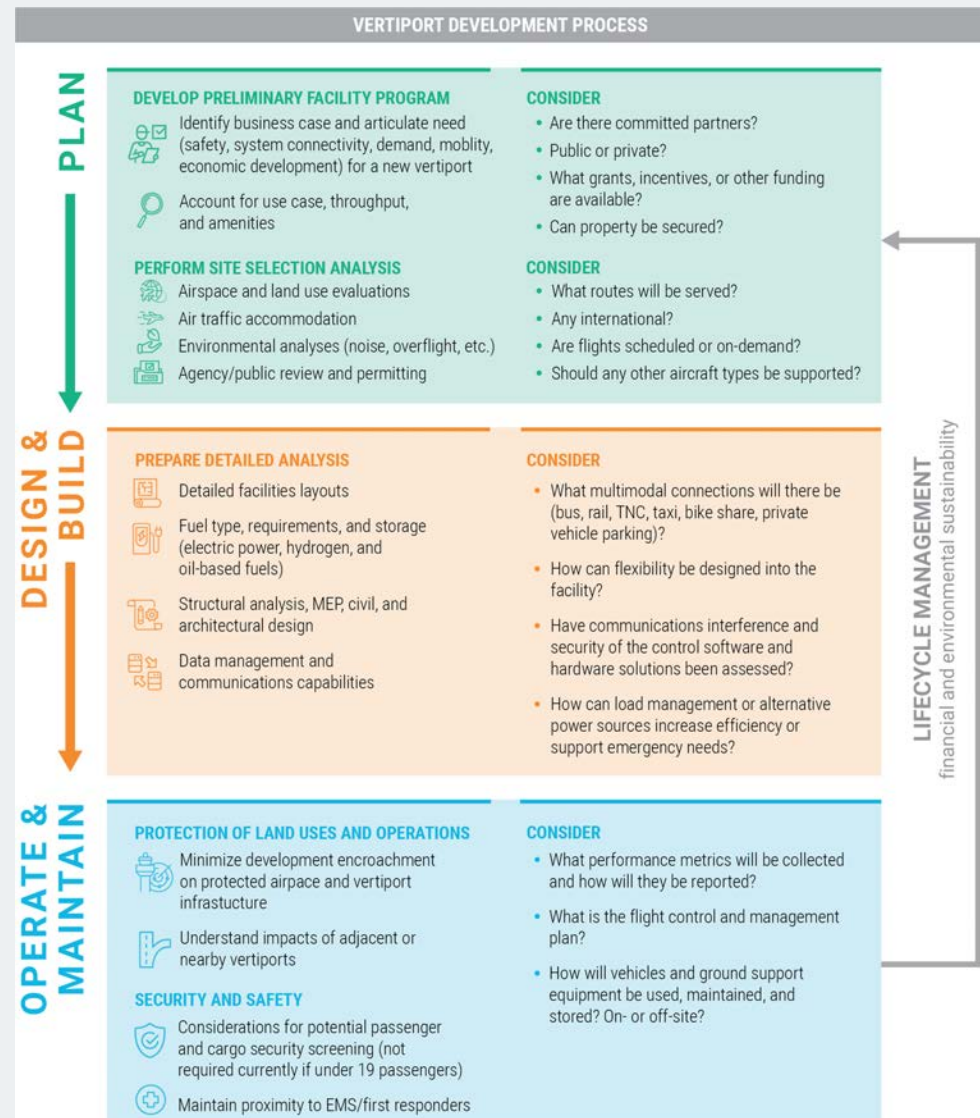 VERTIPORT DEVELOPMENT PROCESS
PLAN
DEVELOP PRELIMINARY FACILITY PROGRAM
Identify business case and articulate need
(safety, system connectivity, demand, moblity,
economic development) for a new vertiport
Account for use case, throughput,
and amenities
CONSIDER
• Are there committed partners?
• Public or private?
• What grants, incentives, or other funding
are available?
• Can property be secured?
PERFORM SITE SELECTION ANALYSIS
Airspace and land use evaluations
Air traffic accommodation
Environmental analyses (noise, overflight, etc.)
Agency/public review and permitting
CONSIDER
• What routes will be served?
• Any international?
• Are flights scheduled or on-demand?
• Should any other aircraft types be supported?
DESIGN &
BUILD
PREPARE DETAILED ANALYSIS
Detailed facilities layouts
Fuel type, requirements, and storage
(electric power, hydrogen, and
oil-based fuels)
Structural analysis, MEP, civil, and
architectural design
Data management and
communications capabilities
CONSIDER
• What multimodal connections will there be
(bus, rail, TNC, taxi, bike share, private
vehicle parking)?
• How can flexibility be designed into the
facility?
• Have communications interference and
security of the control software and
hardware solutions been assessed?
• How can load management or alternative
power sources increase efficiency or
support emergency needs?
OPERATE &
MAINTAIN
PROTECTION OF LAND USES AND OPERATIONS
Minimize development encroachment
on protected airpace and vertiport
infrastucture
Understand impacts of adjacent or
nearby vertiports
SECURITY AND SAFETY
Considerations for potential passenger
and cargo security screening (not
required currently if under 19 passengers)
Maintain proximity to EMS/first responders
CONSIDER
• What performance metrics will be collected
and how will they be reported?
• What is the flight control and management
plan?
• How will vehicles and ground support
equipment be used, maintained, and
stored? On- or off-site?
LIFECYCLE MANAGEMENT
financial and environmental sustainability